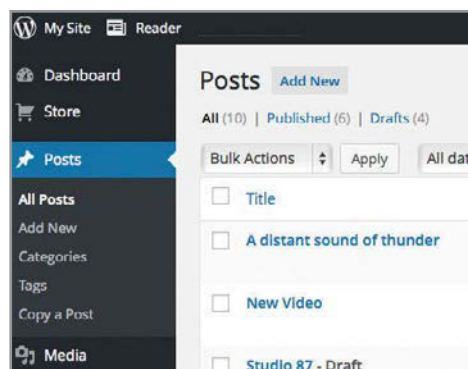 My Site Reader
Dashboard
Store
Posts
All Posts
Add New
Categories
Tags
Copy a Post
Media
Posts Add New
All (10) | Published (6) | Drafts (4)
Bulk Actions Apply All dat
Title
A distant sound of thunder
New Video
Studio 87 - Draft